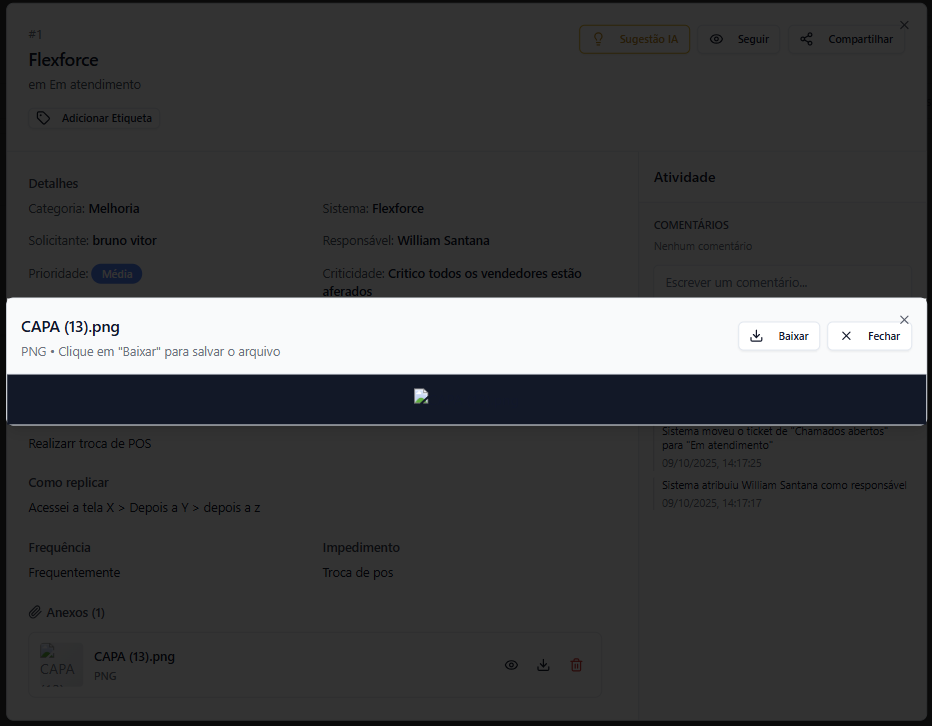 #1
Flexforce
em Em atendimento
Adicionar Etiqueta
Sugestão IA
Seguir
Compartilhar
Detalhes
Categoria: Melhoria
Sistema: Flexforce
Solicitante: bruno vitor
Responsável: William Santana
Prioridade: Média
Criticidade: Critico todos os vendedores estão
aferados
Atividade
COMENTÁRIOS
Nenhum comentário
Escrever um comentário...
CAPA (13).png
PNG • Clique em "Baixar" para salvar o arquivo
Baixar
Fechar
Realizarr troca de POS
Como replicar
Acessei a tela X > Depois a Y > depois a z
Frequência
Impedimento
Frequentemente
Troca de pos
Sistema moveu o ticket de "Chamados abertos"
para "Em atendimento"
09/10/2025, 14:17:25
Sistema atribuiu William Santana como responsável
09/10/2025, 14:17:17
Anexos (1)
CAPA
CAPA (13).png
PNG